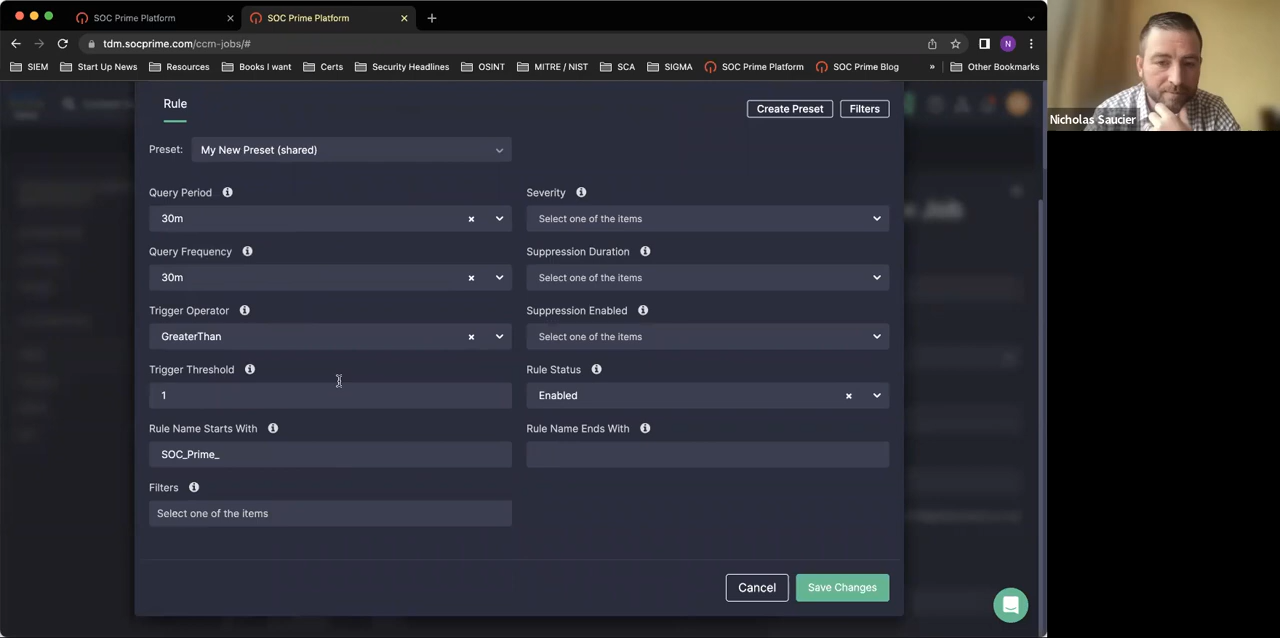 SOC Prime Platform
SOC Prime Platform
tdm.socprime.com/ccm-jobs/#
N
SIEM
Start Up News
Resources
Books I want
Certs
Security Headlines
OSINT
MITRE / NIST
SCA
SIGMA
SOC Prime Platform
SOC Prime Blog
»
Other Bookmarks
Nicholas Saucier
Rule
Create Preset
Filters
Preset:
My New Preset (shared)
Query Period
Severity
30m
Select one of the items
Query Frequency
Suppression Duration
30m
Select one of the items
Trigger Operator
Suppression Enabled
GreaterThan
Select one of the items
Trigger Threshold
Rule Status
1
Enabled
Rule Name Starts With
Rule Name Ends With
SOC_Prime_
Filters
Select one of the items
Cancel
Save Changes